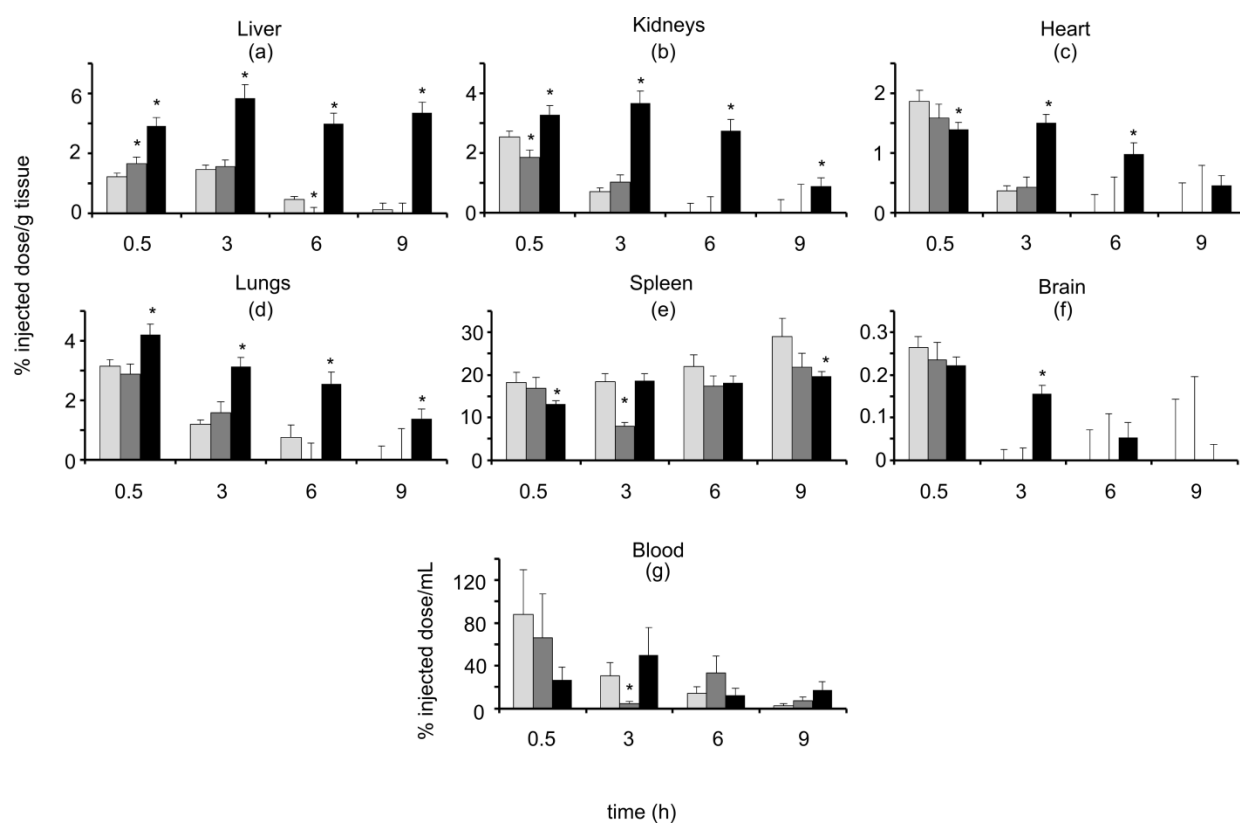 Liver
(a)
Kidneys
(b)
Heart
(c)
% injected dose/g tissue
6
2
0
* * * * * *
0.5 3 6 9
4
2
0
* * * * *
0.5 3 6 9
2
1
0
* * *
0.5 3 6 9
Lungs
(d)
Spleen
(e)
Brain
(f)
4
2
0
* * * *
0.5 3 6 9
30
20
10
0
* * *
0.5 3 6 9
0.3
0.2
0.1
0
*
0.5 3 6 9
Blood
(g)
% injected dose/mL
120
80
40
0
*
0.5 3 6 9
time (h)